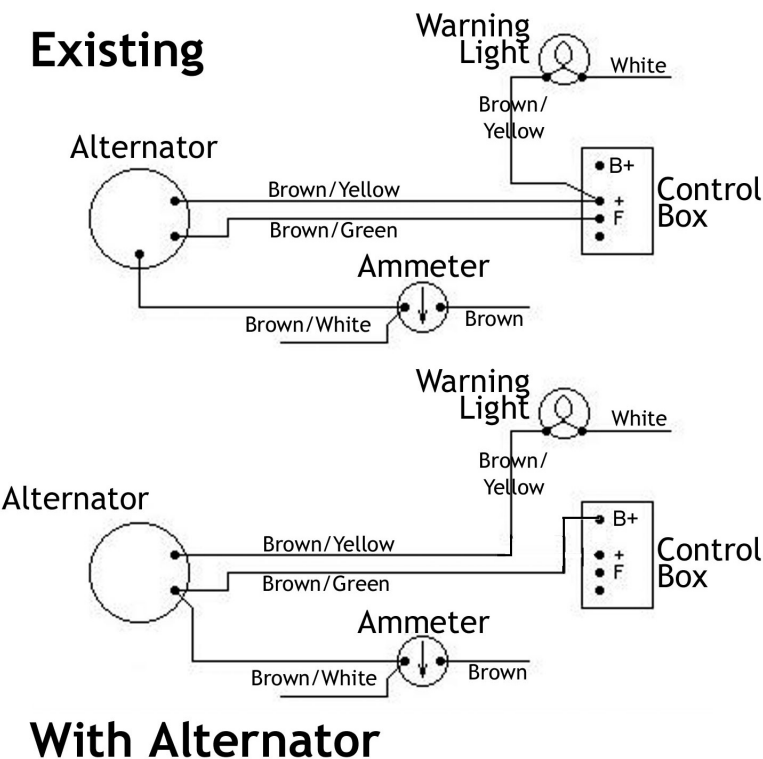 Existing
Warning
Light
White
Brown/
Yellow
Alternator
B+
Brown/Yellow
+
Control
F
Box
Brown/Green
Ammeter
Brown/White
Brown
Warning
Light
White
Brown/
Yellow
Alternator
B+
Brown/Yellow
+
Control
F
Box
Brown/Green
Ammeter
Brown/White
Brown
With Alternator